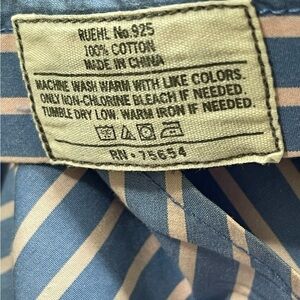 RUEHL No.925
100% COTTON
MADE IN CHINA
MACHINE WASH WARM WITH LIKE COLORS.
ONLY NON-CHLORINE BLEACH IF NEEDED.
TUMBLE DRY LOW. WARM IRON IF NEEDED.
RN • 75654